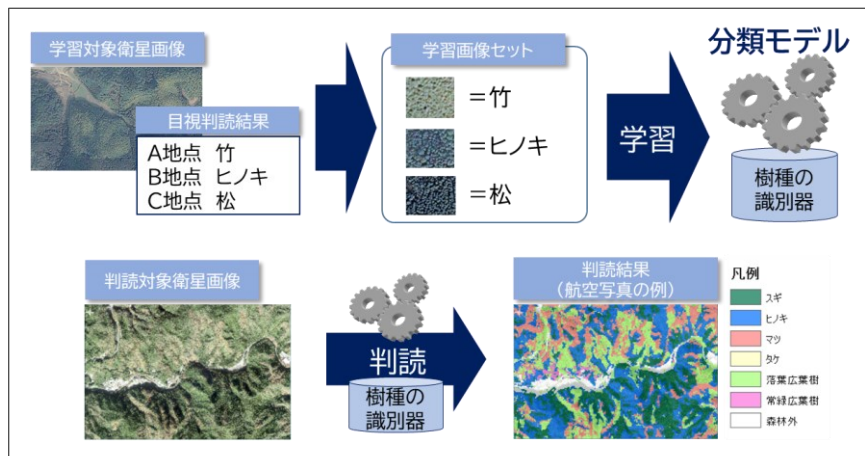 学習対象衛星画像
目視判読結果
A地点 竹
B地点 ヒノキ
C地点 松
学習画像セット
=竹
=ヒノキ
=松
学習
分類モデル
樹種の
識別器
判読対象衛星画像
判読
樹種の
識別器
判読結果
(航空写真の例)
凡例
スギ
ヒノキ
マツ
タケ
落葉広葉樹
常緑広葉樹
森林外